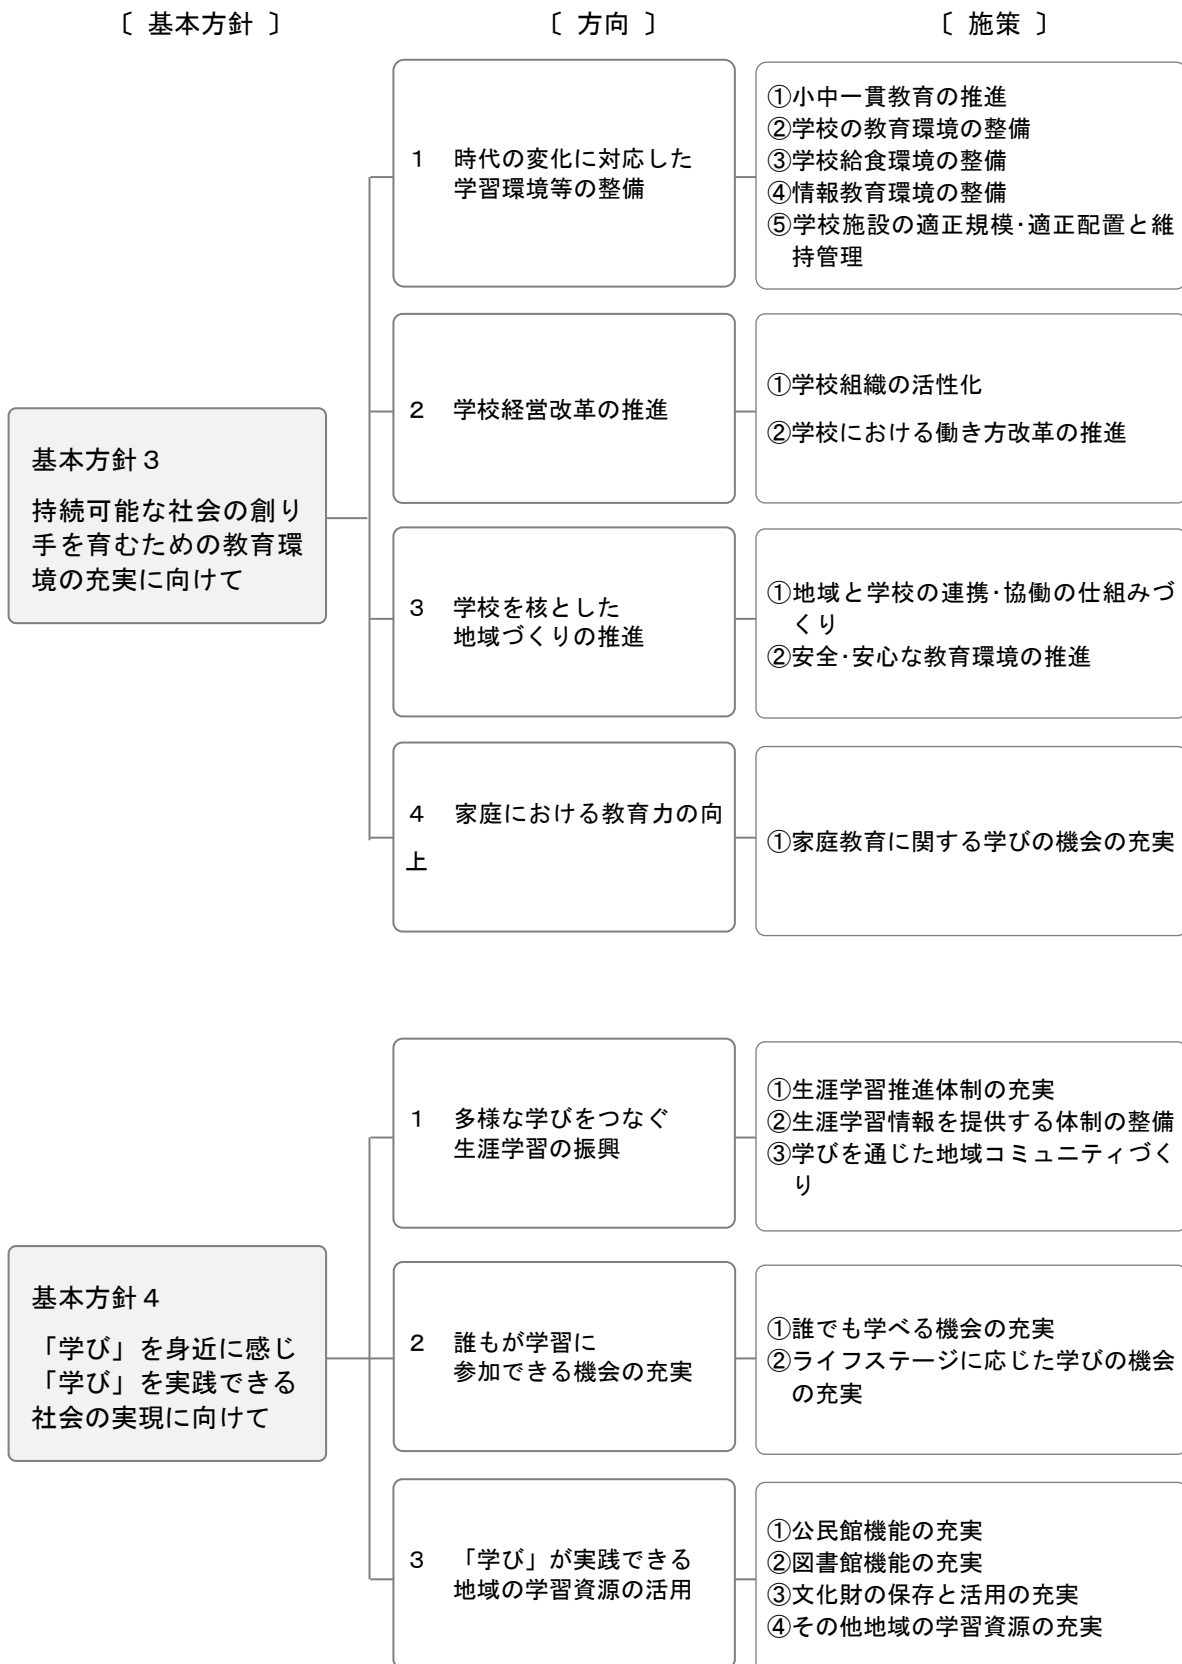 〔 基本方針 〕
〔 方向 〕
〔 施策 〕
基本方針３
持続可能な社会の創り
手を育むための教育環
境の充実に向けて
１ 時代の変化に対応した
学習環境等の整備
①小中一貫教育の推進
②学校の教育環境の整備
③学校給食環境の整備
④情報教育環境の整備
⑤学校施設の適正規模･適正配置と維
持管理
２ 学校経営改革の推進
①学校組織の活性化
②学校における働き方改革の推進
３ 学校を核とした
地域づくりの推進
①地域と学校の連携･協働の仕組みづ
くり
②安全･安心な教育環境の推進
４ 家庭における教育力の向
上
①家庭教育に関する学びの機会の充実
基本方針４
「学び」を身近に感じ
「学び」を実践できる
社会の実現に向けて
１ 多様な学びをつなぐ
生涯学習の振興
①生涯学習推進体制の充実
②生涯学習情報を提供する体制の整備
③学びを通じた地域コミュニティづく
り
２ 誰もが学習に
参加できる機会の充実
①誰でも学べる機会の充実
②ライフステージに応じた学びの機会
の充実
３ 「学び」が実践できる
地域の学習資源の活用
①公民館機能の充実
②図書館機能の充実
③文化財の保存と活用の充実
④その他地域の学習資源の充実